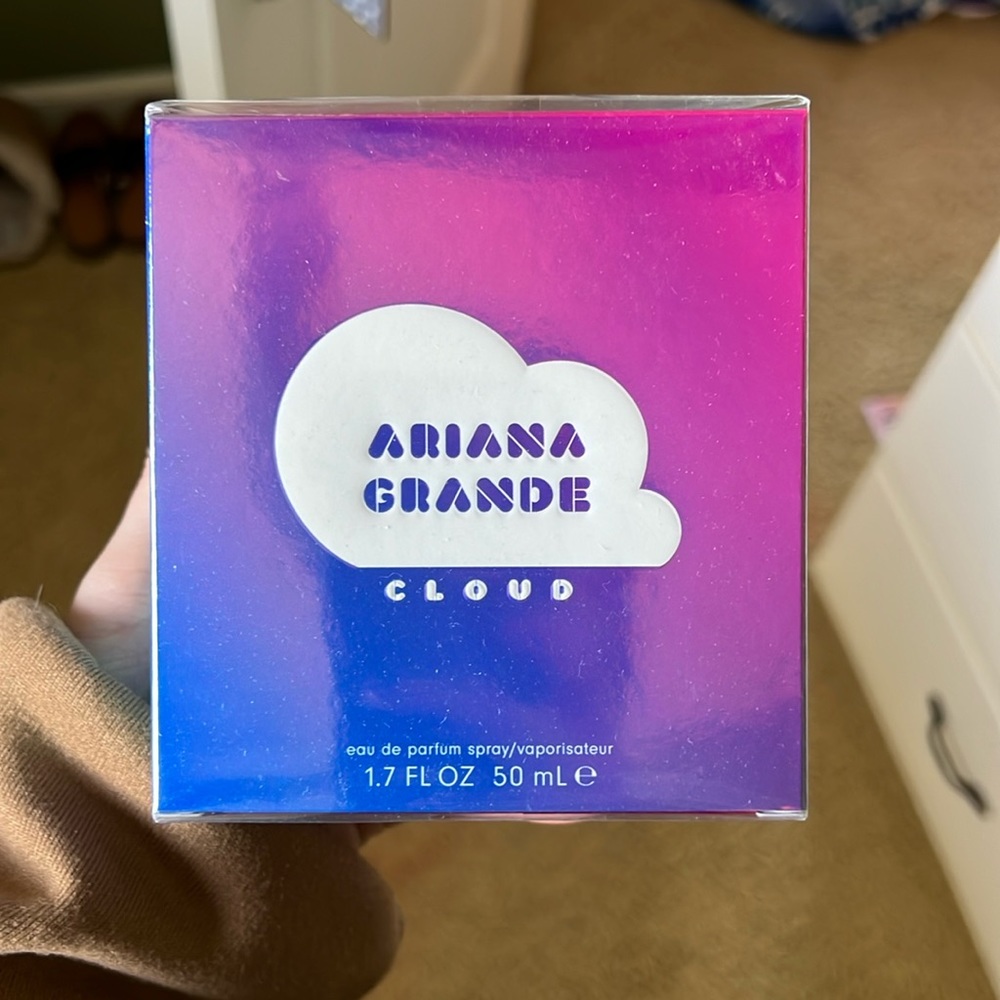 ARIANA
GRANDE
CLOUD
eau de parfum spray/vaporisateur
1.7 FL OZ 50 mL ℮